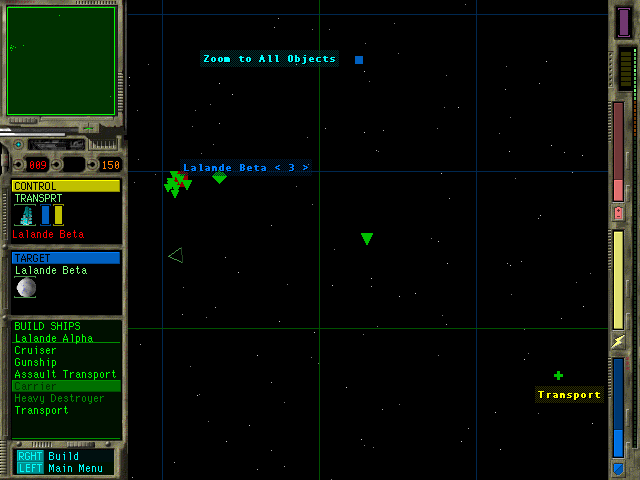 Zoom to All Objects
Lalande Beta < 3 >
Transport
009
150
CONTROL
TRANSPRT
Lalande Beta
TARGET
Lalande Beta
BUILD SHIPS
Lalande Alpha
Cruiser
Gunship
Assault Transport
Carrier
Heavy Destroyer
Transport
RGHT Build
LEFT Main Menu